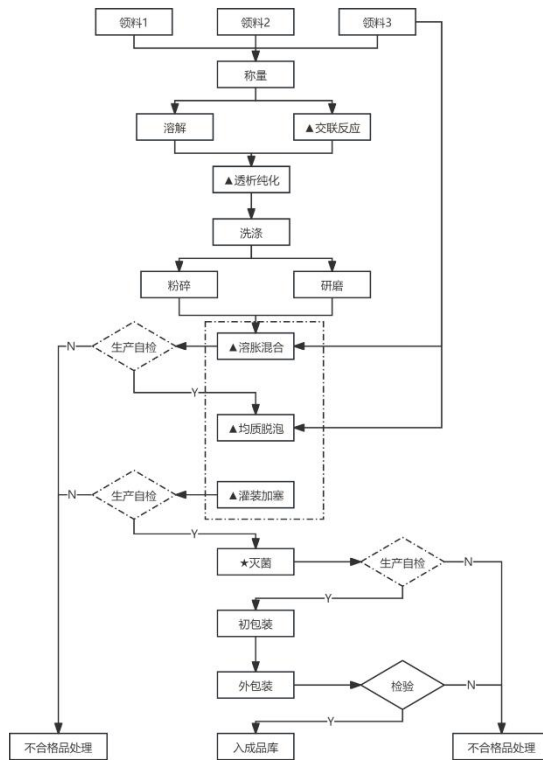 领料1
领料2
领料3
称量
溶解
▲交联反应
▲透析纯化
洗涤
粉碎
研磨
N
生产自检
▲溶胀混合
Y
▲均质脱泡
N
生产自检
▲灌装加塞
Y
★灭菌
生产自检
N
Y
初包装
外包装
检验
N
Y
不合格品处理
入成品库
不合格品处理